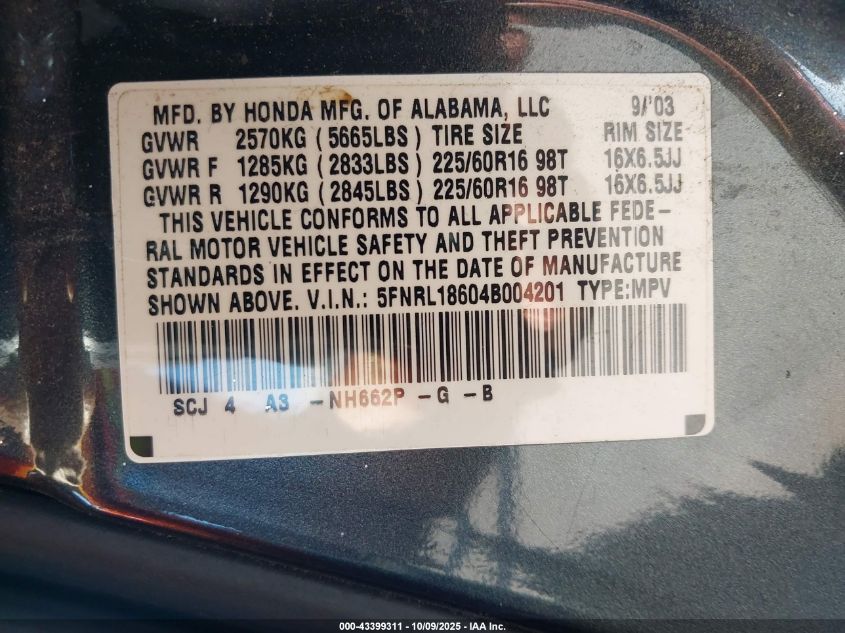 MFD. BY HONDA MFG. OF ALABAMA, LLC 9/'03
GVWR 2570KG (5665LBS) TIRE SIZE RIM SIZE
GVWR F 1285KG (2833LBS) 225/60R16 98T 16X6.5JJ
GVWR R 1290KG (2845LBS) 225/60R16 98T 16X6.5JJ
THIS VEHICLE CONFORMS TO ALL APPLICABLE FEDE-
RAL MOTOR VEHICLE SAFETY AND THEFT PREVENTION
STANDARDS IN EFFECT ON THE DATE OF MANUFACTURE
SHOWN ABOVE. V.I.N.: 5FNRL18604B004201 TYPE:MPV
SCJ 4 A3 -NH662P -G -B
000-43399311 - 10/09/2025 - IAA Inc.